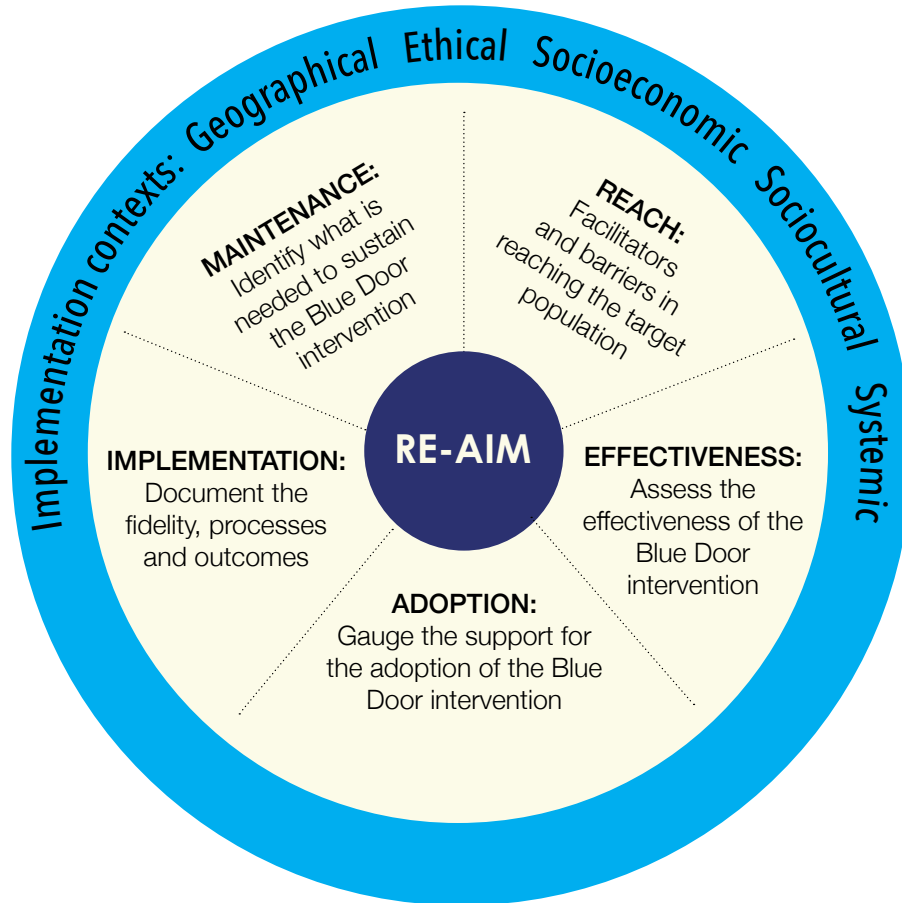 Implementation contexts: Geographical Ethical Socioeconomic Sociocultural Systemic
RE-AIM
REACH:
Facilitators
and barriers in
reaching the target
population
EFFECTIVENESS:
Assess the
effectiveness of the
Blue Door
intervention
ADOPTION:
Gauge the support for
the adoption of the Blue
Door intervention
IMPLEMENTATION:
Document the
fidelity, processes
and outcomes
MAINTENANCE:
Identify what is
needed to sustain
the Blue Door
intervention